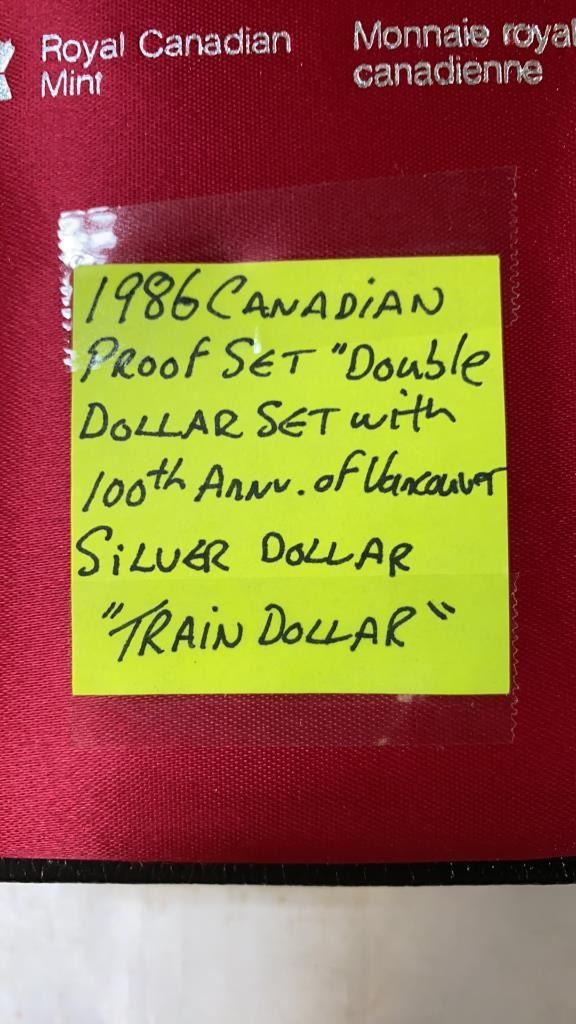 Royal Canadian
Mint
Monnaie royal
canadienne
1986 CANADIAN
PROOF SET "Double
DOLLAR SET with
100th ANNV. of Vancouver
SILVER DOLLAR
"TRAIN DOLLAR"